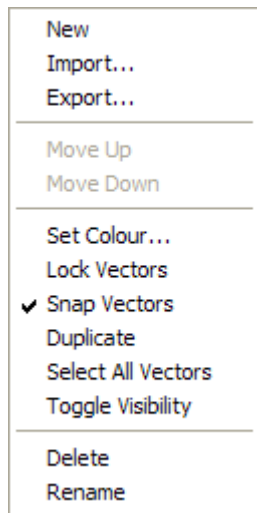 New
Import...
Export...
Move Up
Move Down
Set Colour...
Lock Vectors
Snap Vectors
Duplicate
Select All Vectors
Toggle Visibility
Delete
Rename